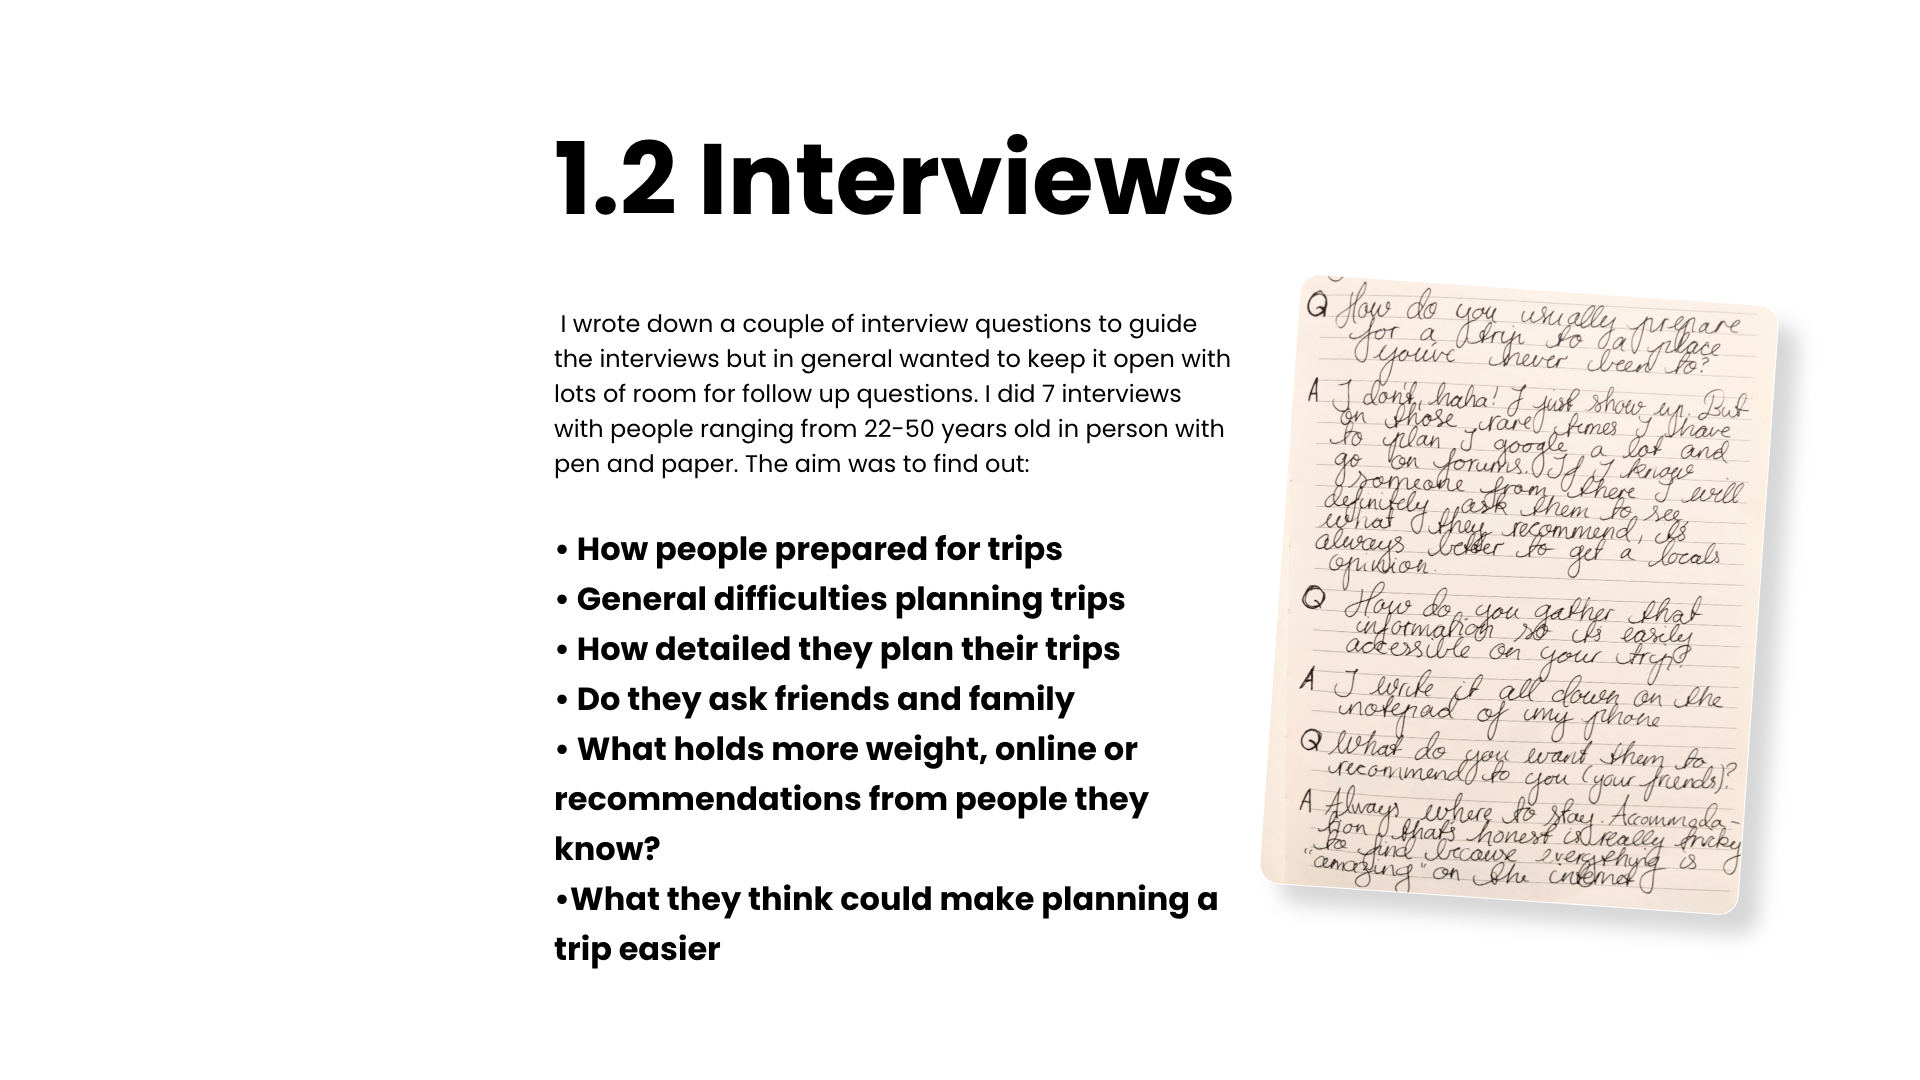 1.2 Interviews
I wrote down a couple of interview questions to guide
the interviews but in general wanted to keep it open with
lots of room for follow up questions. I did 7 interviews
with people ranging from 22-50 years old in person with
pen and paper. The aim was to find out:
• How people prepared for trips
• General difficulties planning trips
• How detailed they plan their trips
• Do they ask friends and family
• What holds more weight, online or
recommendations from people they
know?
•What they think could make planning a
trip easier
Q How do you usually prepare
for a trip to a place
you've never been to?
A I don't, haha! I just show up. But
on those rare times I have
to plan I google a lot and
go on forums. If I know
someone from there I will
definitely ask them to see
what they recommend, its
always better to get a locals
opinion.
Q How do you gather that
information so its easily
accessible on your trip?
A I write it all down on the
notepad of my phone
Q What do you want them to
recommend to you (your friends)?
A Always where to stay. Accommoda-
tion thats honest is really tricky
to find because everything is
"amazing" on the internet